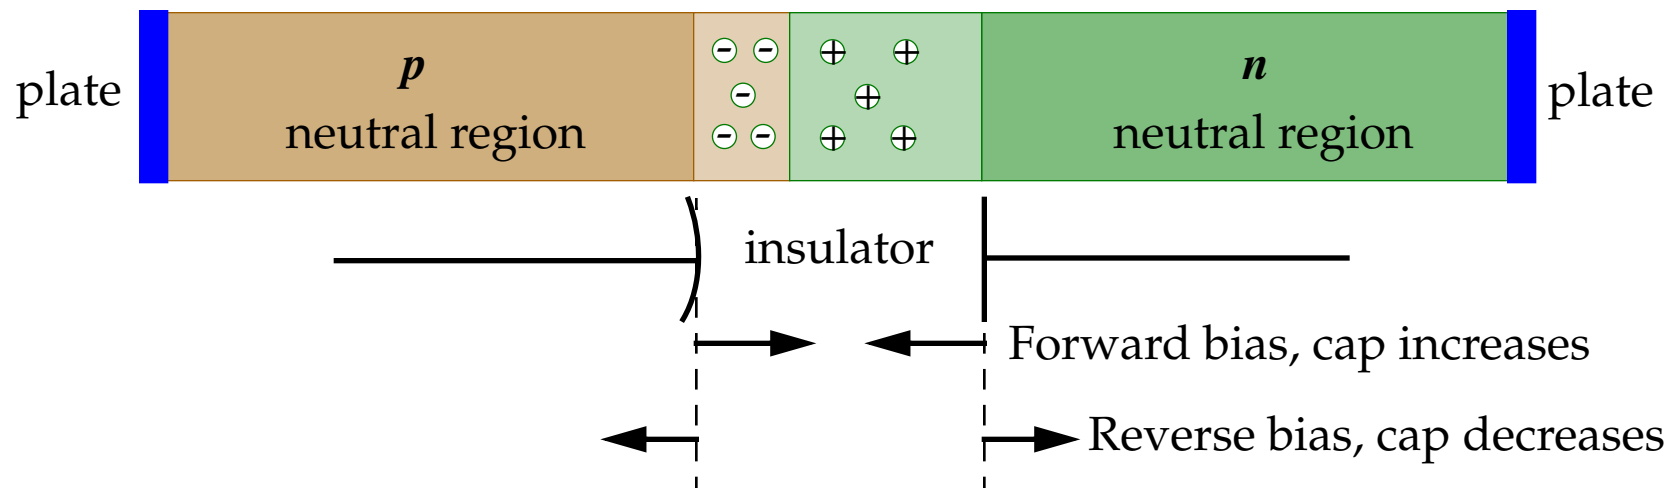 plate
p
neutral region
- -
-
- -
+ +
+
+ +
n
neutral region
plate
insulator
Forward bias, cap increases
Reverse bias, cap decreases